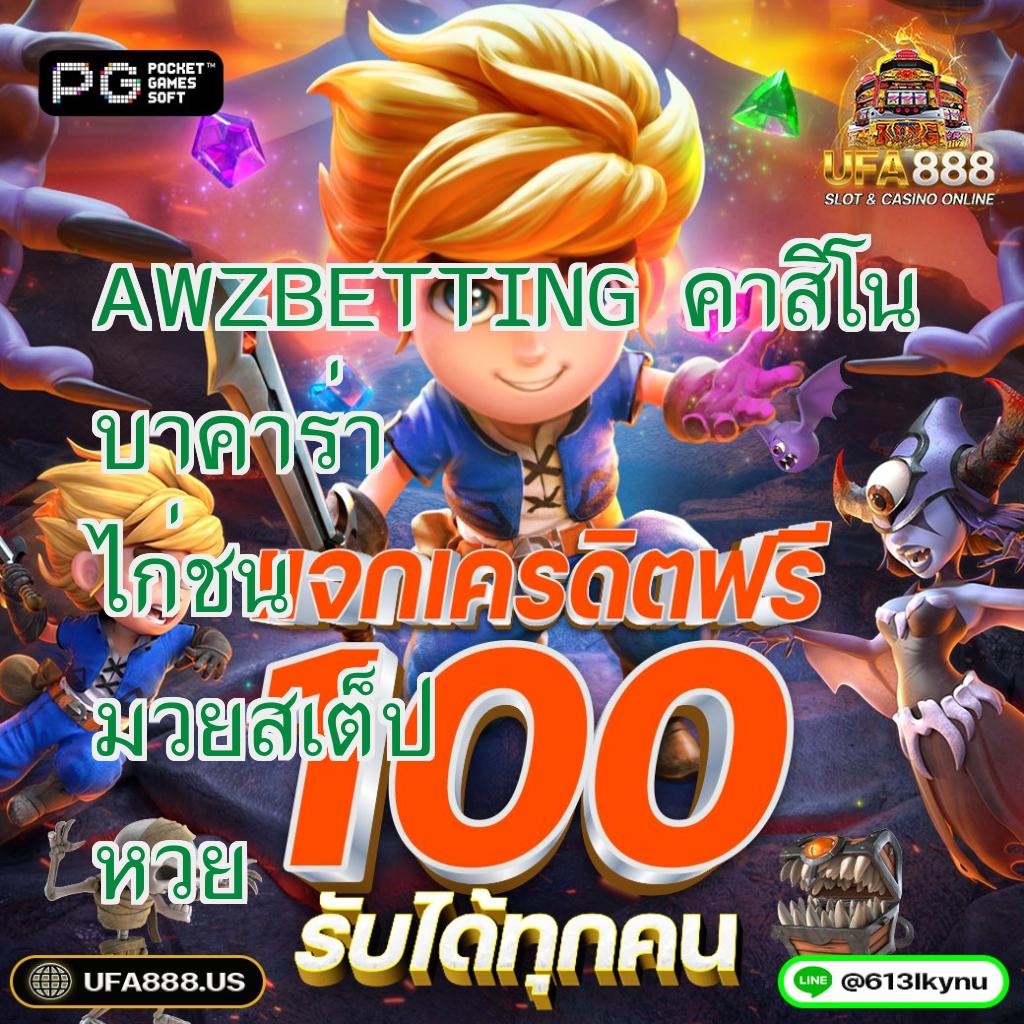 PG POCKET GAMES SOFT™
UFA888
SLOT & CASINO ONLINE
AWZBETTING คาสิโน
บาคาร่า
ไก่ชน
แจกเครดิตฟรี
มวยสเต็ป
100
หวย
รับได้ทุกคน
UFA888.US
LINE @613lkynu